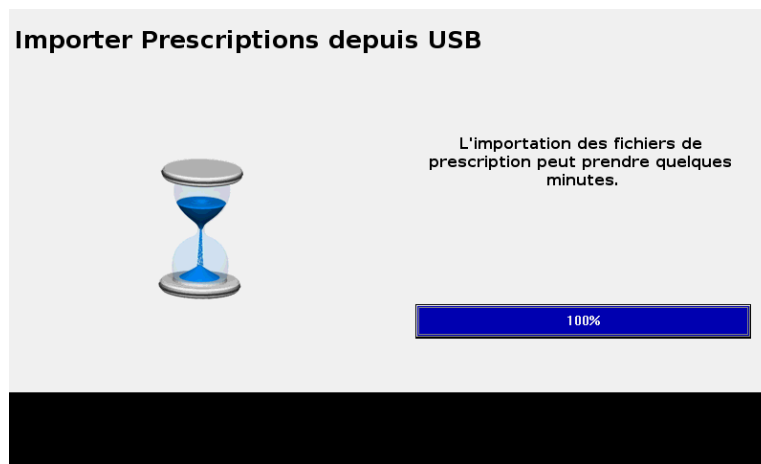 Importer Prescriptions depuis USB
L'importation des fichiers de
prescription peut prendre quelques
minutes.
100%